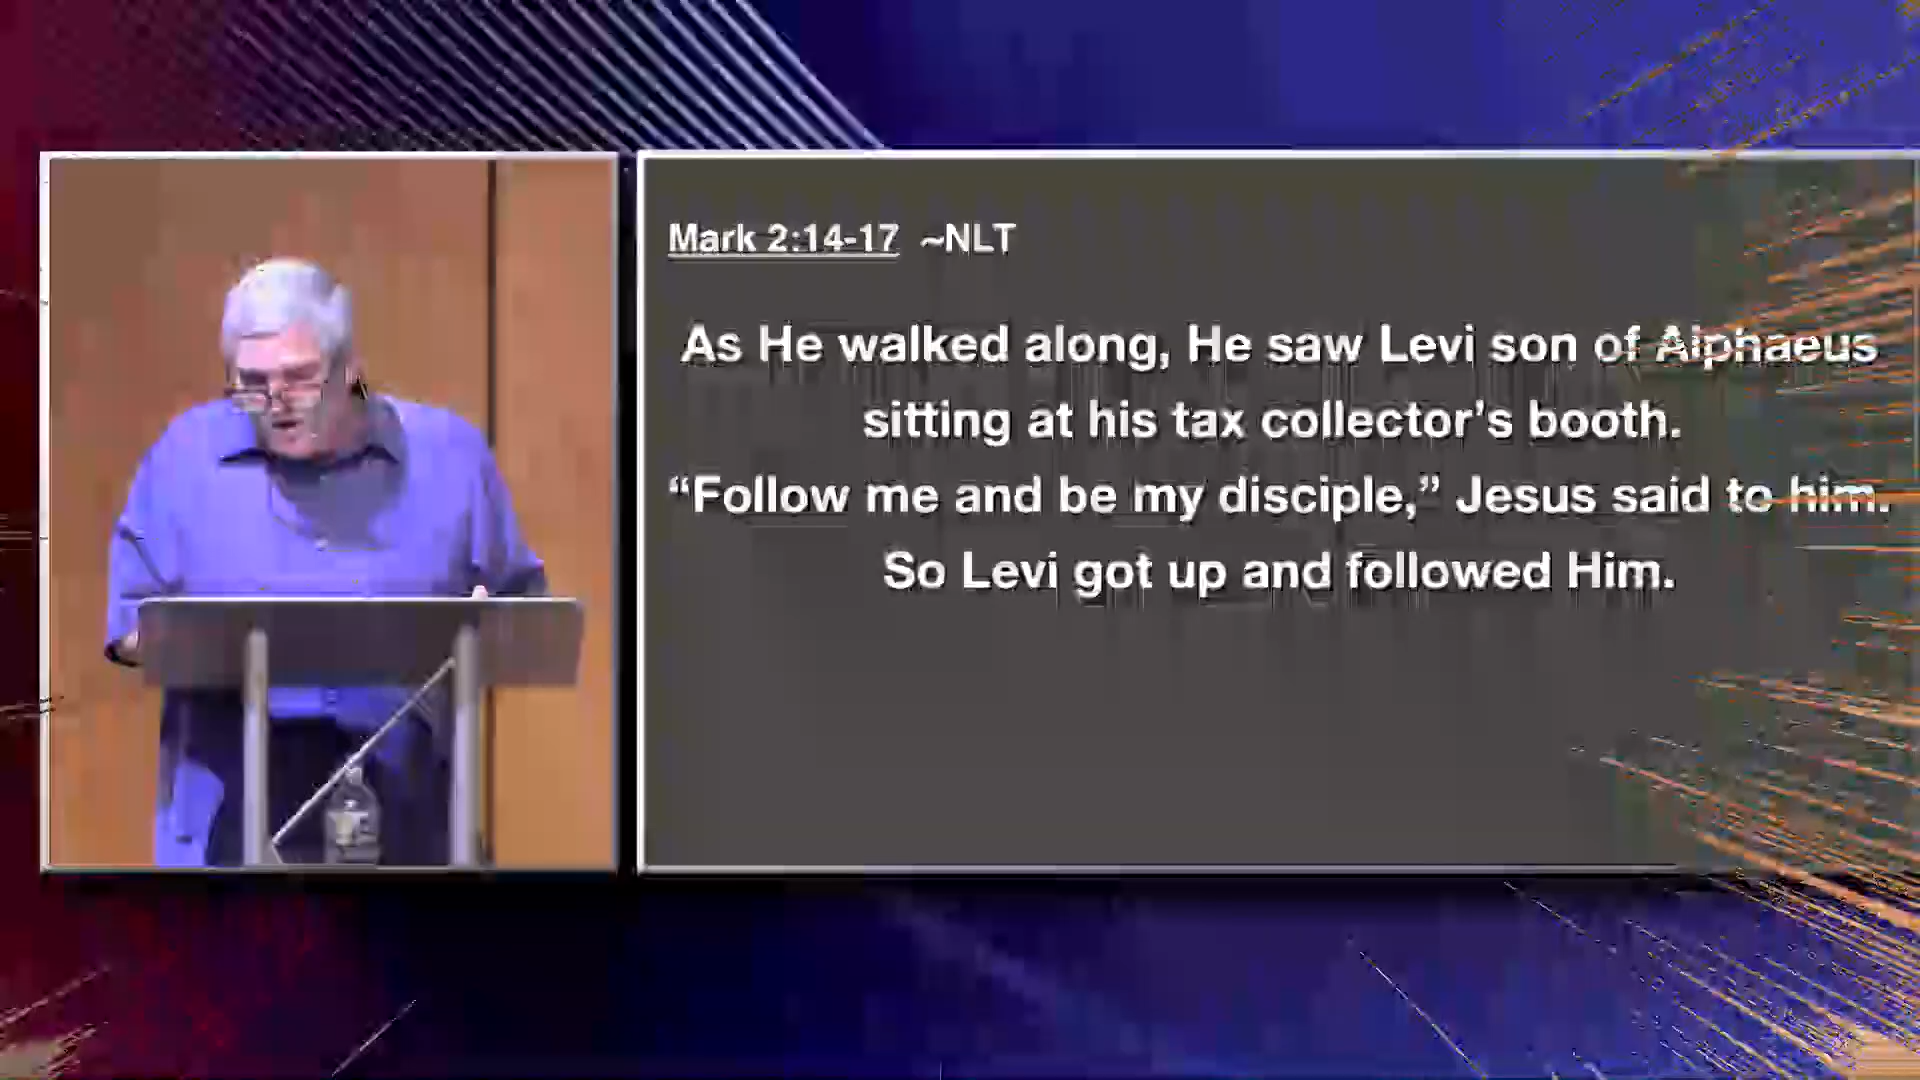 Mark 2:14-17 ~NLT
As He walked along, He saw Levi son of Alphaeus
sitting at his tax collector’s booth.
“Follow me and be my disciple,” Jesus said to him.
So Levi got up and followed Him.